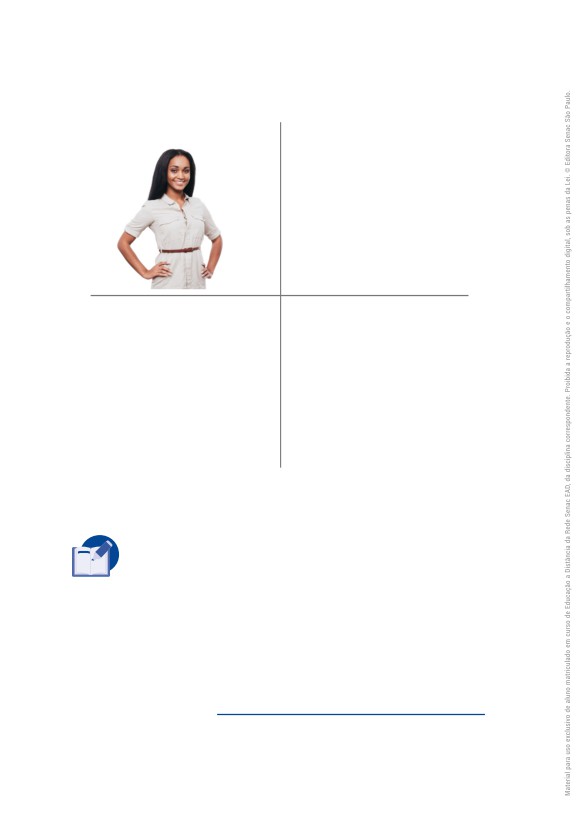 Material para uso exclusivo de aluno matriculado em curso de Educação a Distância da Rede Senac EAD, da disciplina correspondente. Proibida a reprodução e o compartilhamento digital, sob as penas da Lei. © Editora Senac São Paulo.